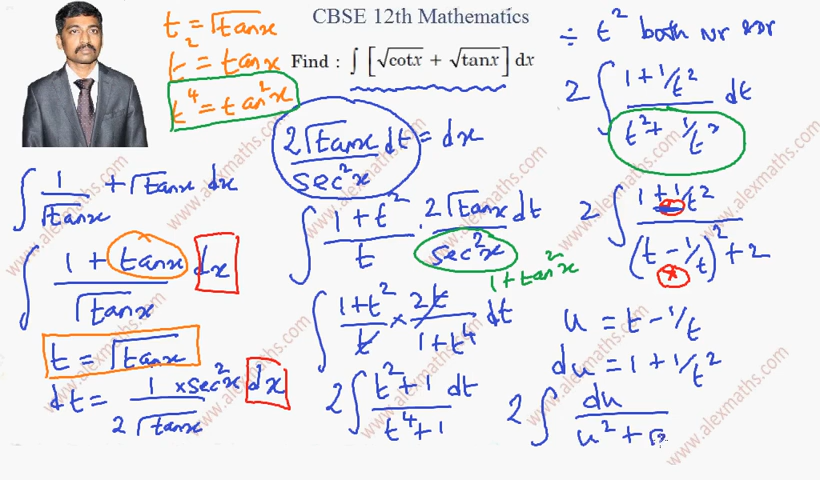 CBSE 12th Mathematics
Find : ∫ [√cotx + √tanx] dx
t = √tanx
t² = tanx
t⁴ = tan²x
∫ 1/√tanx + √tanx dx
∫ (1 + tanx)/√tanx dx
t = √tanx
dt = 1/(2√tanx) × sec²x dx
2√tanx/sec²x dt = dx
∫ (1+t²)/t · 2√tanx/sec²x dt
1+tan²x
∫ (1+t²)/t × 2t/(1+t⁴) dt
2∫ (t²+1)/(t⁴+1) dt
÷ t² both Nr & Dr
2∫ (1+1/t²)/(t²+1/t²) dt
2∫ (1+1/t²)/((t-1/t)²+2)
u = t-1/t
du = 1+1/t²
2∫ du/(u²+√
www.alexmaths.com